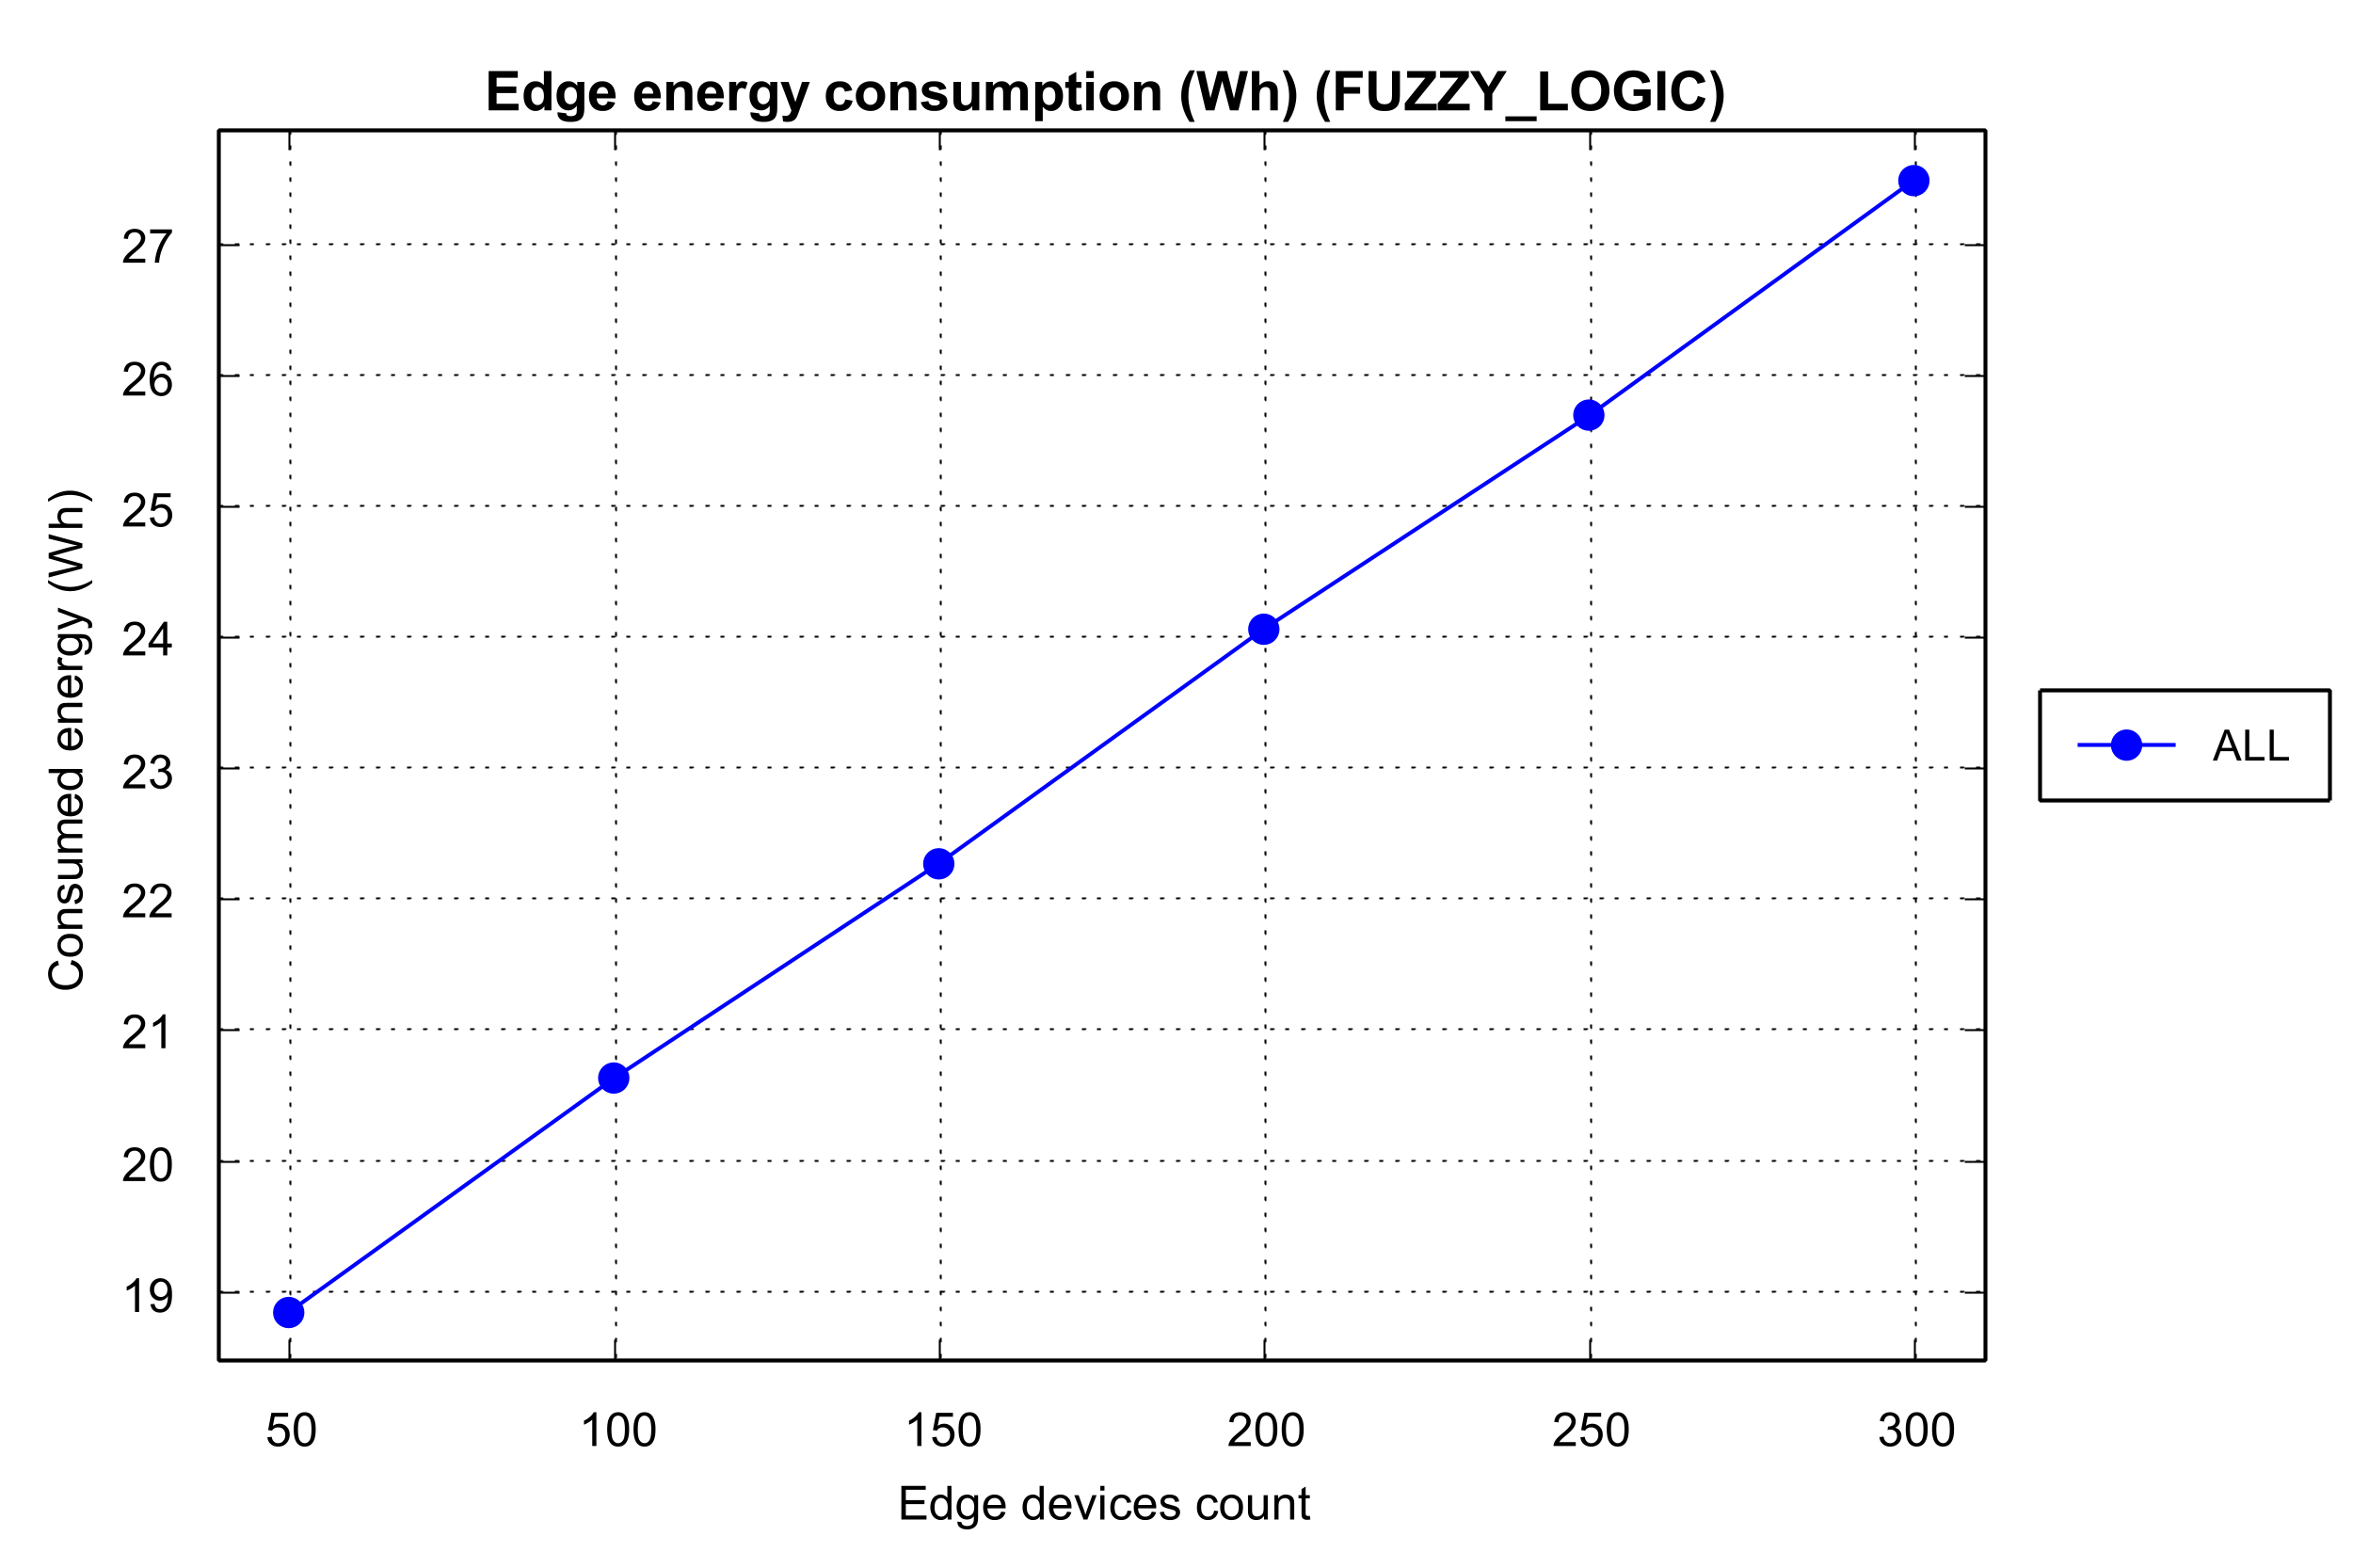 Edge energy consumption (Wh) (FUZZY_LOGIC)
Consumed energy (Wh)
27
26
25
24
23
22
21
20
19
50 100 150 200 250 300
Edge devices count
ALL